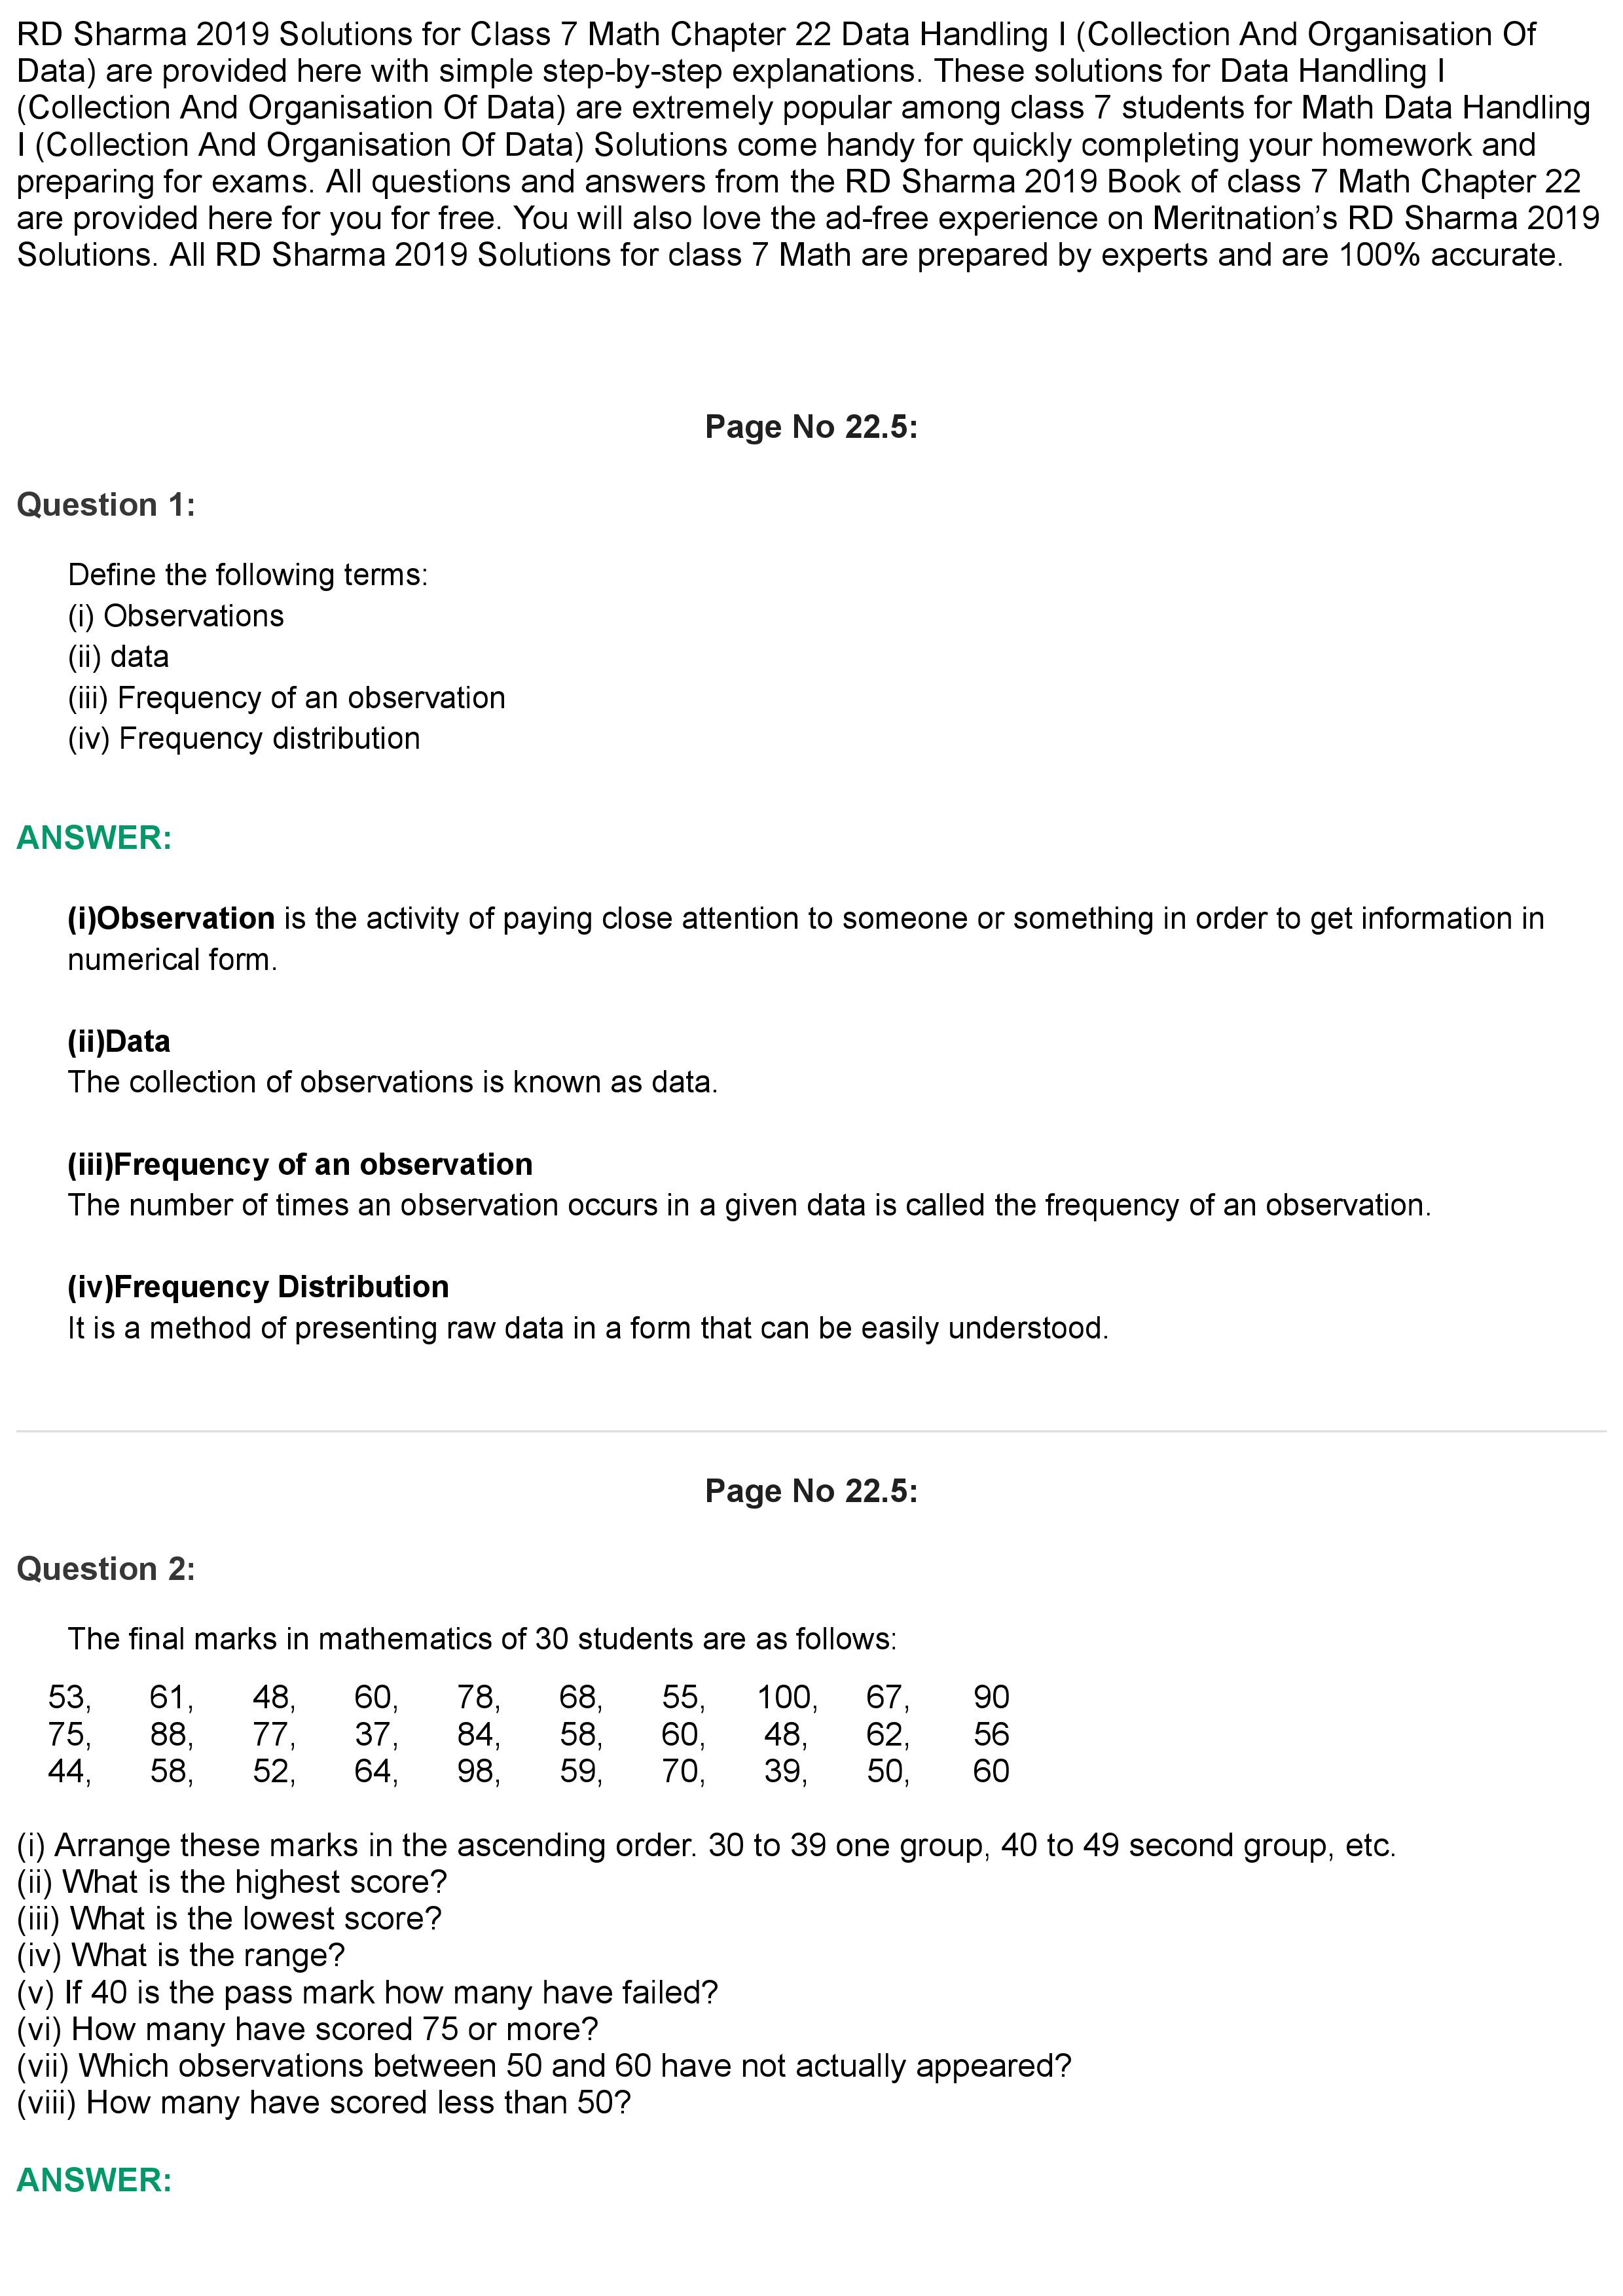 RD Sharma 2019 Solutions for Class 7 Math Chapter 22 Data Handling I (Collection And Organisation Of
Data) are provided here with simple step-by-step explanations. These solutions for Data Handling I
(Collection And Organisation Of Data) are extremely popular among class 7 students for Math Data Handling
I (Collection And Organisation Of Data) Solutions come handy for quickly completing your homework and
preparing for exams. All questions and answers from the RD Sharma 2019 Book of class 7 Math Chapter 22
are provided here for you for free. You will also love the ad-free experience on Meritnation’s RD Sharma 2019
Solutions. All RD Sharma 2019 Solutions for class 7 Math are prepared by experts and are 100% accurate.
Page No 22.5:
Question 1:
Define the following terms:
(i) Observations
(ii) data
(iii) Frequency of an observation
(iv) Frequency distribution
ANSWER:
(i)Observation is the activity of paying close attention to someone or something in order to get information in
numerical form.
(ii)Data
The collection of observations is known as data.
(iii)Frequency of an observation
The number of times an observation occurs in a given data is called the frequency of an observation.
(iv)Frequency Distribution
It is a method of presenting raw data in a form that can be easily understood.
Page No 22.5:
Question 2:
The final marks in mathematics of 30 students are as follows:
53, 61, 48, 60, 78, 68, 55, 100, 67, 90
75, 88, 77, 37, 84, 58, 60, 48, 62, 56
44, 58, 52, 64, 98, 59, 70, 39, 50, 60
(i) Arrange these marks in the ascending order. 30 to 39 one group, 40 to 49 second group, etc.
(ii) What is the highest score?
(iii) What is the lowest score?
(iv) What is the range?
(v) If 40 is the pass mark how many have failed?
(vi) How many have scored 75 or more?
(vii) Which observations between 50 and 60 have not actually appeared?
(viii) How many have scored less than 50?
ANSWER: